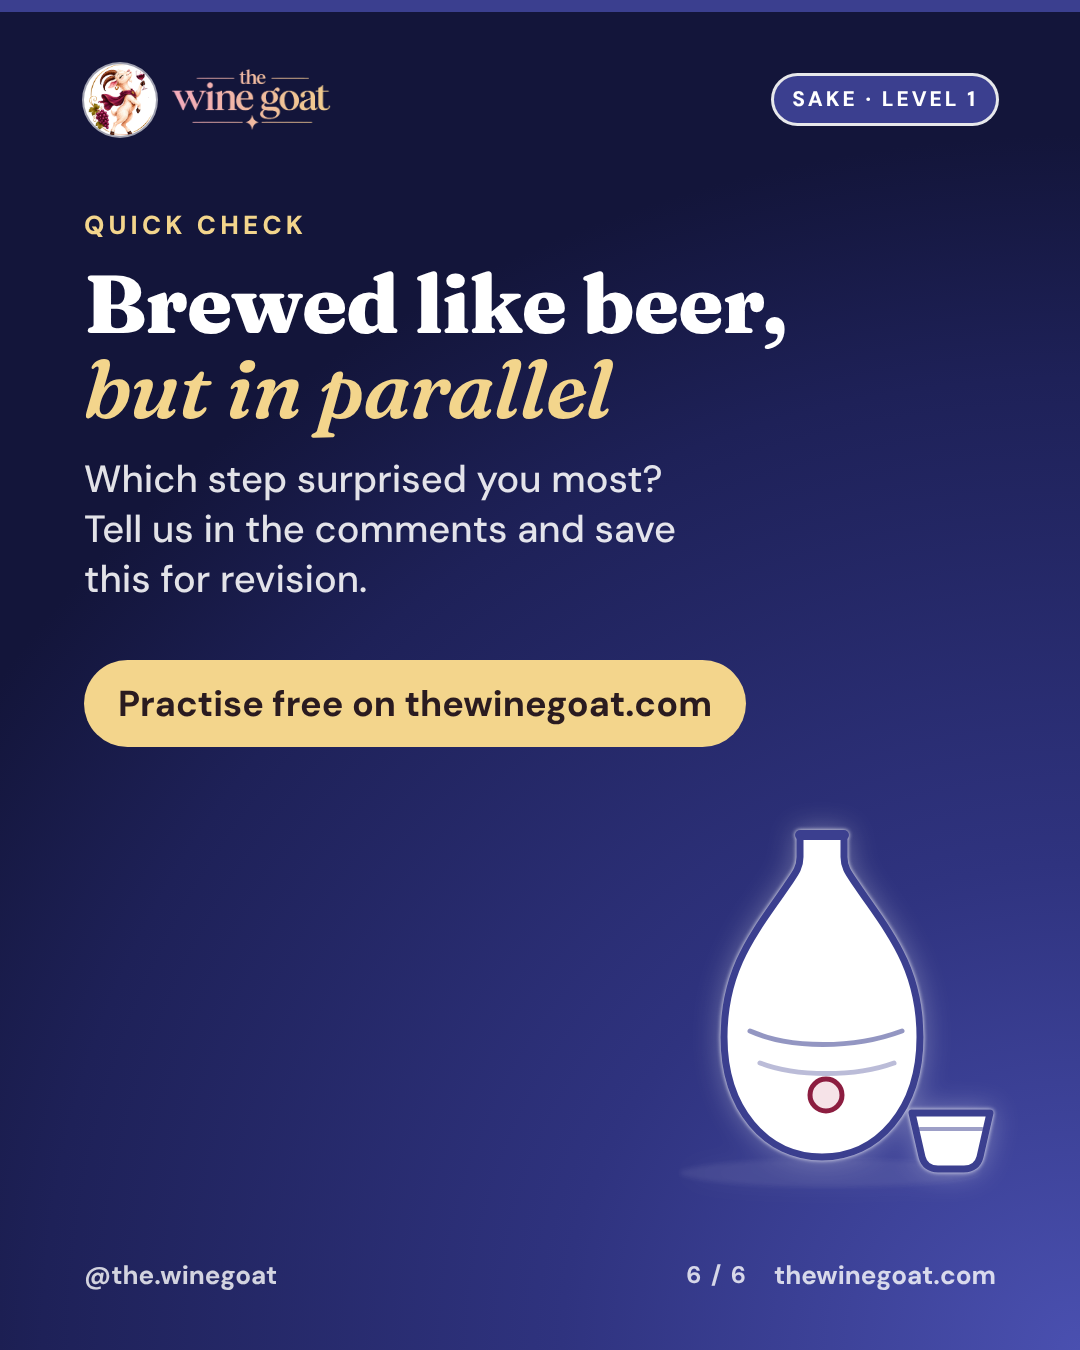 the
wine goat
SAKE · LEVEL 1
QUICK CHECK
Brewed like beer,
but in parallel
Which step surprised you most?
Tell us in the comments and save
this for revision.
Practise free on thewinegoat.com
@the.winegoat
6 / 6
thewinegoat.com